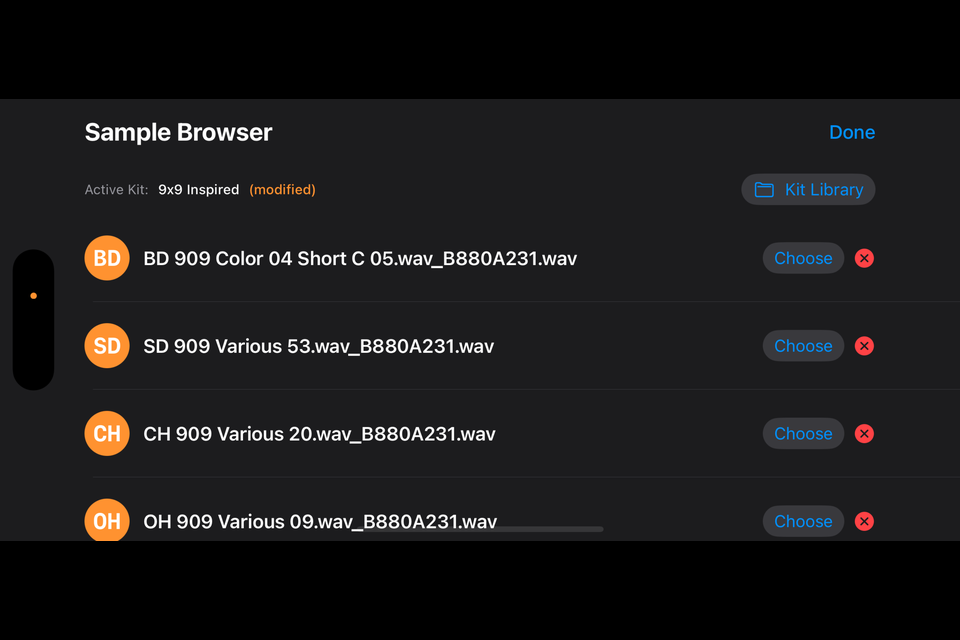 Sample Browser
Done
Active Kit: 9x9 Inspired (modified)
Kit Library
BD BD 909 Color 04 Short C 05.wav_B880A231.wav Choose
SD SD 909 Various 53.wav_B880A231.wav Choose
CH CH 909 Various 20.wav_B880A231.wav Choose
OH OH 909 Various 09.wav_B880A231.wav Choose